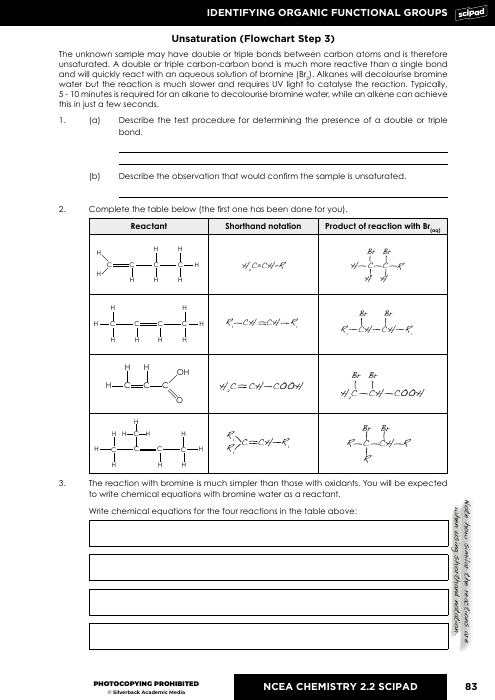 IDENTIFYING ORGANIC FUNCTIONAL GROUPS scipad
Unsaturation (Flowchart Step 3)
The unknown sample may have double or triple bonds between carbon atoms and is therefore
unsaturated. A double or triple carbon-carbon bond is much more reactive than a single bond
and will quickly react with an aqueous solution of bromine (Br₂). Alkanes will decolourise bromine
water but the reaction is much slower and requires UV light to catalyse the reaction. Typically,
5 - 10 minutes is required for an alkane to decolourise bromine water, while an alkene can achieve
this in just a few seconds.
1. (a) Describe the test procedure for determining the presence of a double or triple
bond.
(b) Describe the observation that would confirm the sample is unsaturated.
2. Complete the table below (the first one has been done for you).
Reactant Shorthand notation Product of reaction with Br(aq)
H H H
C C C C H
H H H H
H₂C=CH-R
Br Br
H-C-C-R
H H
H H
H C C C C H
H H H H
R₁-CH=CH-R₂
Br Br
R₁-CH-CH-R₂
H H OH
H C C C
O
H₂C=CH-COOH
Br Br
H₂C-CH-COOH
H
H H C H H
H C C C C H
H H H
R₁
C=CH-R₃
R₂
Br Br
R-C-CH-R
R
3. The reaction with bromine is much simpler than those with oxidants. You will be expected
to write chemical equations with bromine water as a reactant.
Write chemical equations for the four reactions in the table above:
Note how similar the reactions are
when using shorthand notation.
PHOTOCOPYING PROHIBITED
© Silverback Academic Media
NCEA CHEMISTRY 2.2 SCIPAD 83